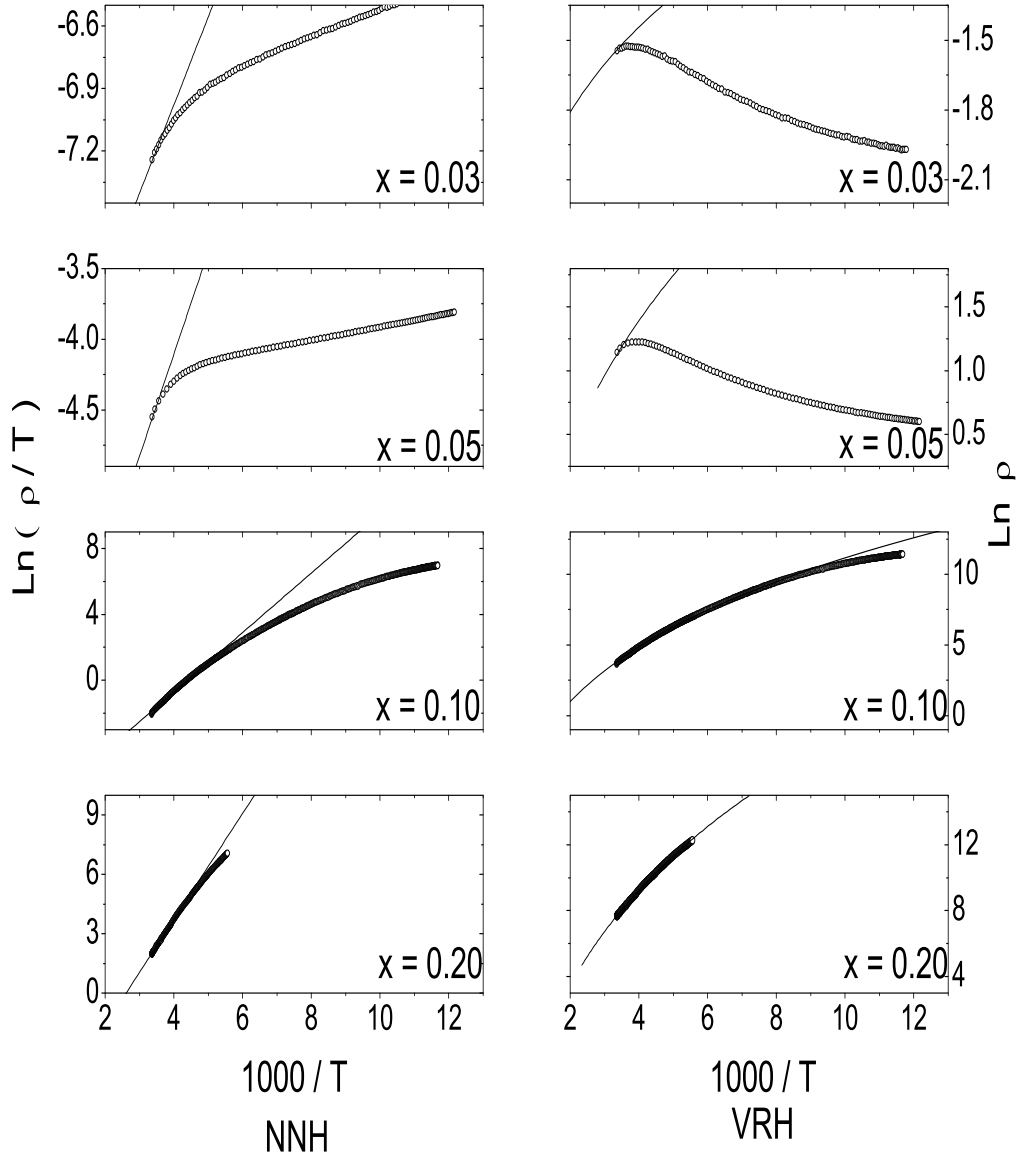 -6.6
-6.9
-7.2
x = 0.03
-1.5
-1.8
-2.1
x = 0.03
-3.5
-4.0
-4.5
x = 0.05
1.5
1.0
0.5
x = 0.05
Ln ( ρ / T )
Ln ρ
8
4
0
x = 0.10
10
5
0
x = 0.10
9
6
3
0
x = 0.20
12
8
4
x = 0.20
2 4 6 8 10 12
2 4 6 8 10 12
1000 / T
1000 / T
NNH
VRH